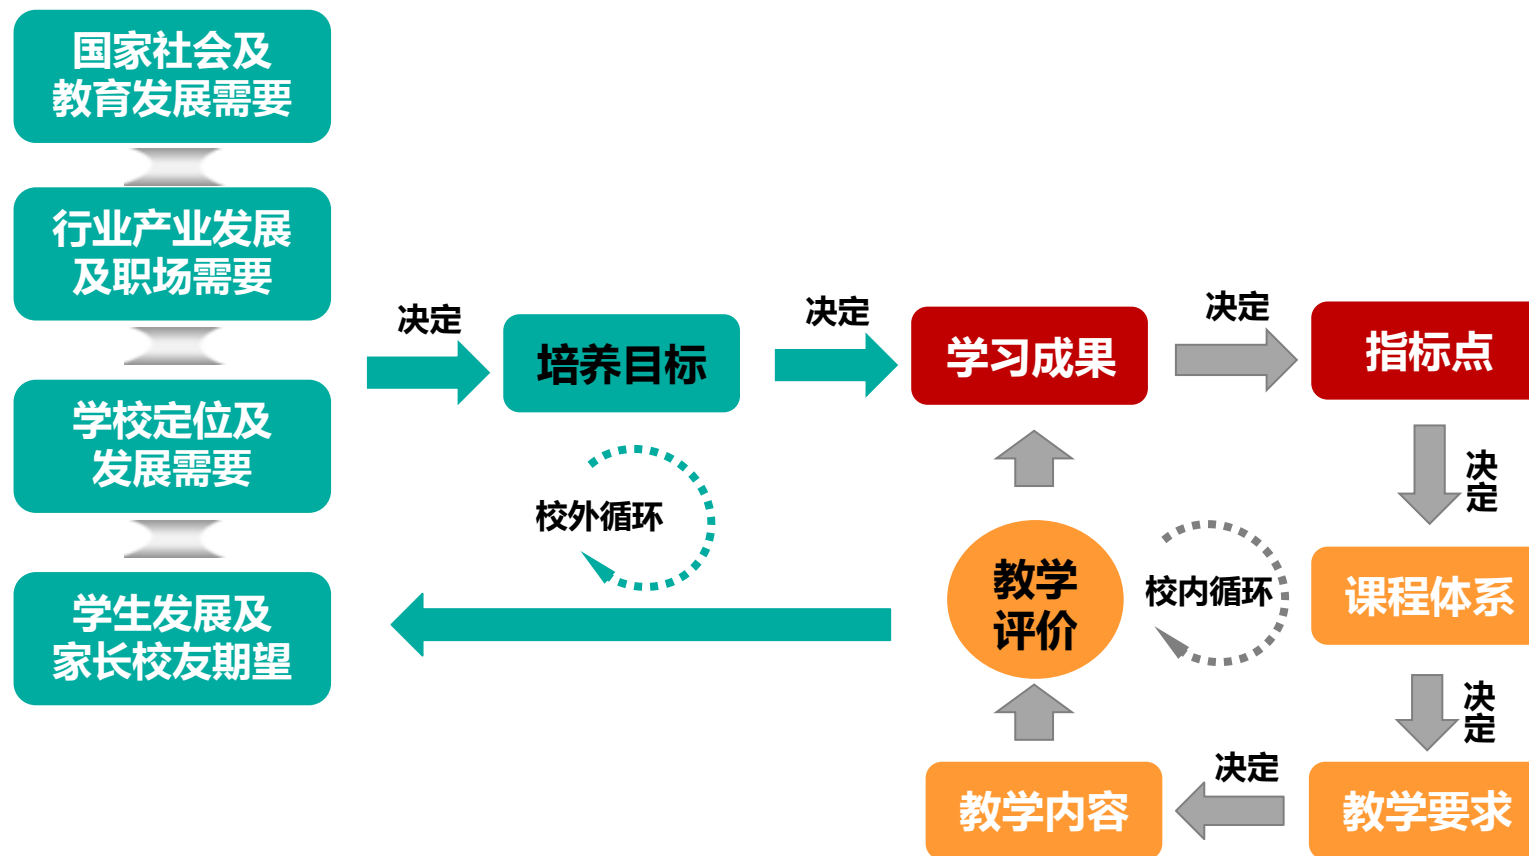 国家社会及
教育发展需要
行业产业发展
及职场需要
学校定位及
发展需要
学生发展及
家长校友期望
决定
培养目标
决定
学习成果
决定
指标点
决
定
校外循环
教学
评价
校内循环
课程体系
决
定
决定
教学内容
教学要求